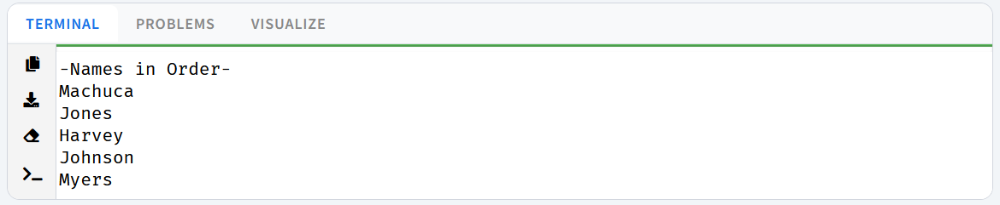 TERMINAL PROBLEMS VISUALIZE
-Names in Order-
Machuca
Jones
Harvey
Johnson
Myers